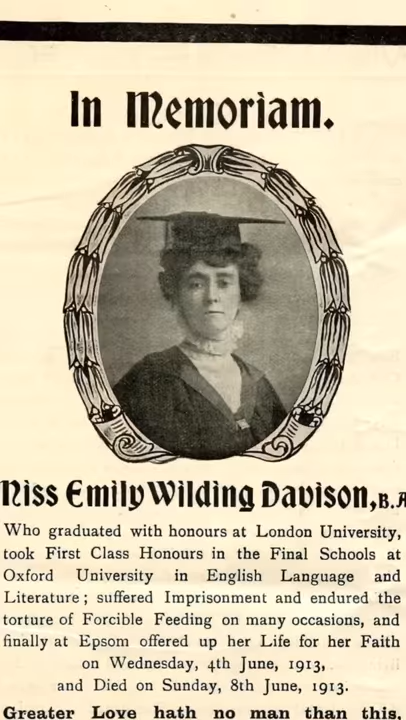 In Memoriam.
Miss Emily Wilding Davison, B.A
Who graduated with honours at London University,
took First Class Honours in the Final Schools at
Oxford University in English Language and
Literature; suffered Imprisonment and endured the
torture of Forcible Feeding on many occasions, and
finally at Epsom offered up her Life for her Faith
on Wednesday, 4th June, 1913,
and Died on Sunday, 8th June, 1913.
Greater Love hath no man than this.